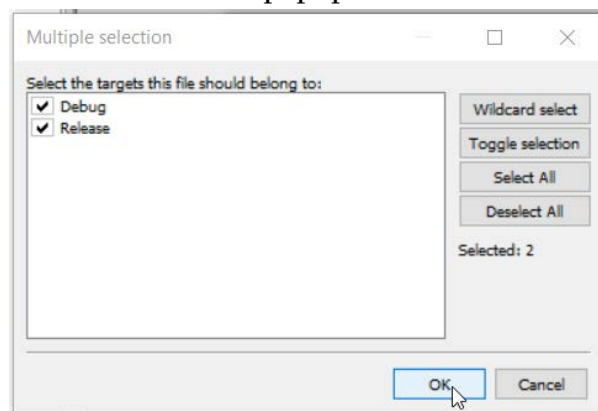 Multiple selection
Select the targets this file should belong to:
Debug
Release
Wildcard select
Toggle selection
Select All
Deselect All
Selected: 2
OK
Cancel